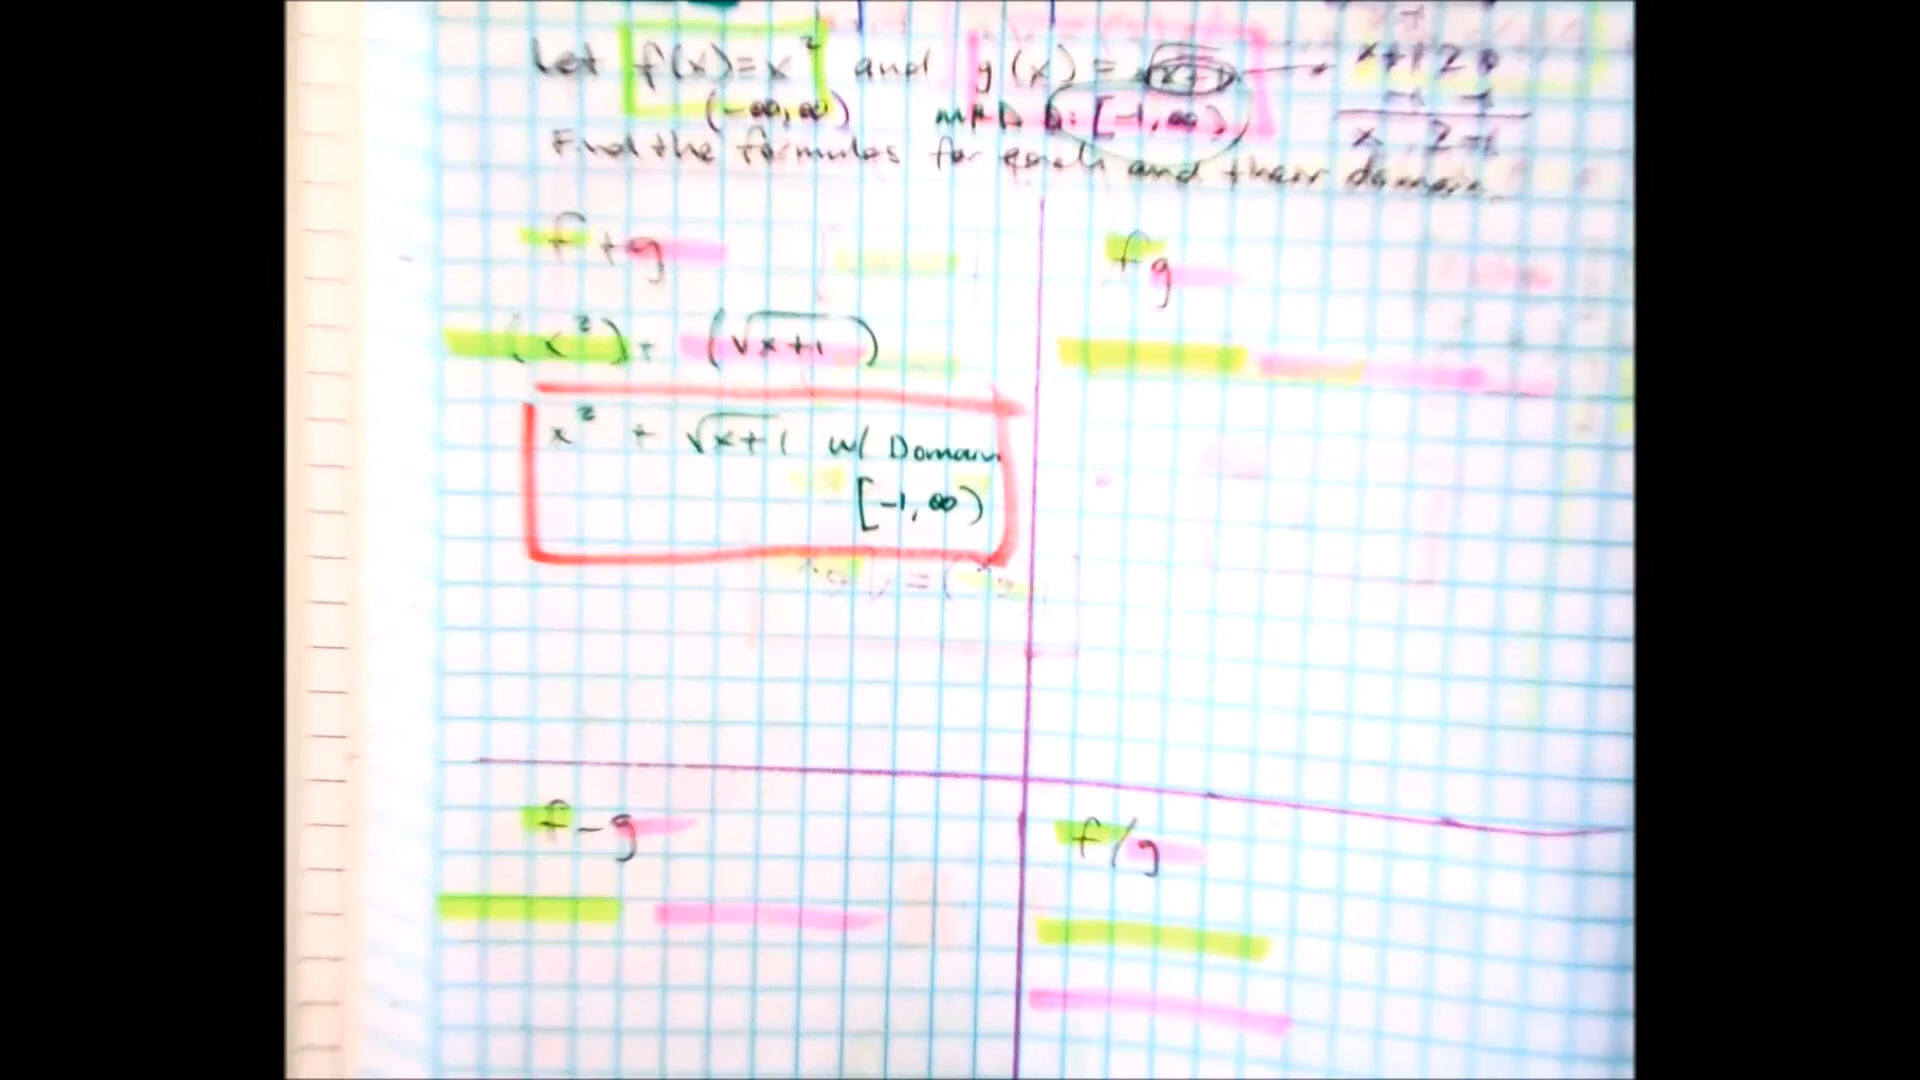 Let f(x)=x² and g(x) = √x+1 → x+1≥0
(-∞,∞) D: [-1,∞) -1 -1
x ≥ -1
Find the formulas for each and their domain.
f+g
fg
(x²)+ (√x+1)
x² + √x+1 w/ Domain
[-1,∞)
f-g
f/g